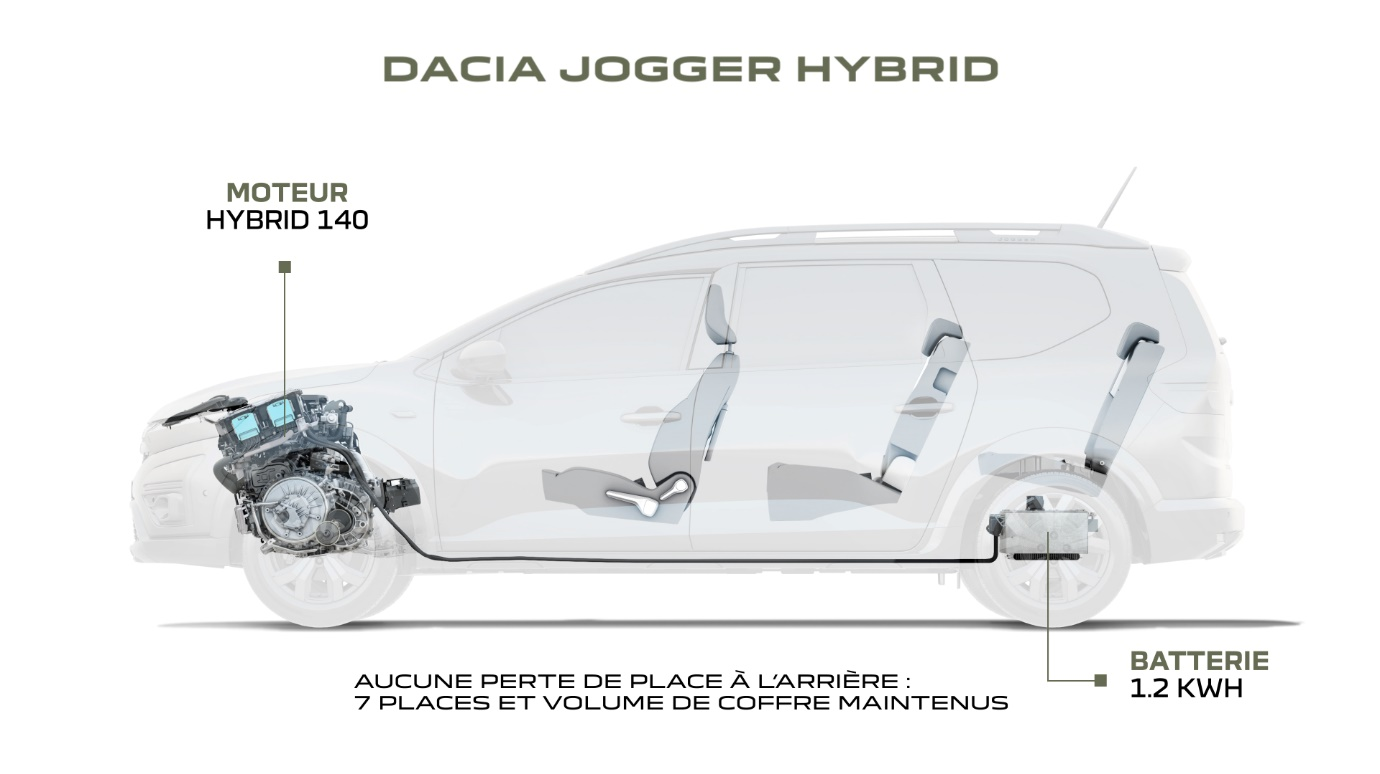 DACIA JOGGER HYBRID
MOTEUR
HYBRID 140
BATTERIE
1.2 KWH
AUCUNE PERTE DE PLACE À L'ARRIÈRE :
7 PLACES ET VOLUME DE COFFRE MAINTENUS